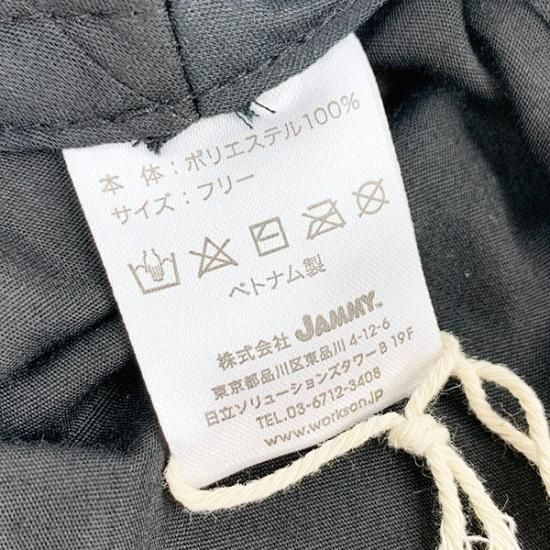 本 体：ポリエステル100%
サイズ：フリー
ベトナム製
株式会社 JAMMY™
東京都品川区東品川 4-12-6
日立ソリューションズタワーB 19F
TEL.03-6712-3408
www.workson.jp